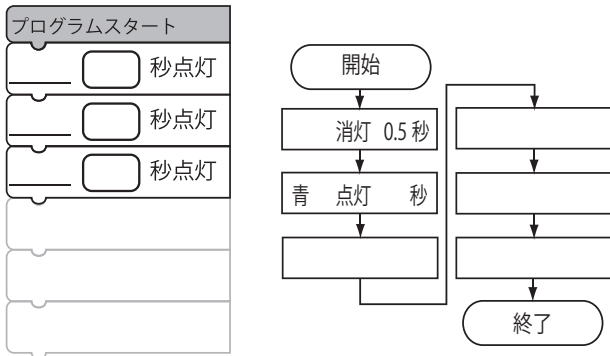 プログラムスタート
秒点灯
秒点灯
秒点灯
開始
消灯 0.5 秒
青 点灯 秒
終了